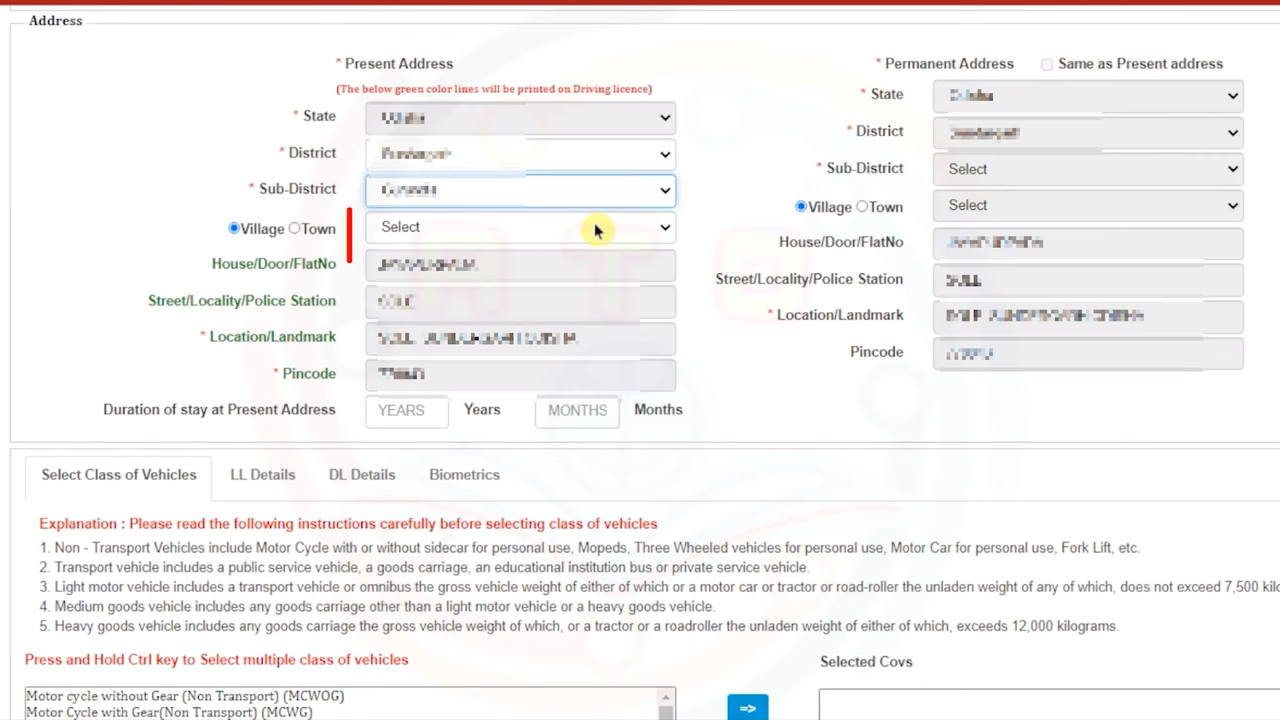 Address
* Present Address
(The below green color lines will be printed on Driving licence)
* State
* District
* Sub-District
Village Town
Select
House/Door/FlatNo
Street/Locality/Police Station
* Location/Landmark
* Pincode
Duration of stay at Present Address YEARS Years MONTHS Months
* Permanent Address Same as Present address
* State
* District
* Sub-District Select
Village Town Select
House/Door/FlatNo
Street/Locality/Police Station
* Location/Landmark
Pincode
Select Class of Vehicles LL Details DL Details Biometrics
Explanation : Please read the following instructions carefully before selecting class of vehicles
1. Non - Transport Vehicles include Motor Cycle with or without sidecar for personal use, Mopeds, Three Wheeled vehicles for personal use, Motor Car for personal use, Fork Lift, etc.
2. Transport vehicle includes a public service vehicle, a goods carriage, an educational institution bus or private service vehicle.
3. Light motor vehicle includes a transport vehicle or omnibus the gross vehicle weight of either of which or a motor car or tractor or road-roller the unladen weight of any of which, does not exceed 7,500 kilo
4. Medium goods vehicle includes any goods carriage other than a light motor vehicle or a heavy goods vehicle.
5. Heavy goods vehicle includes any goods carriage the gross vehicle weight of which, or a tractor or a roadroller the unladen weight of either of which, exceeds 12,000 kilograms.
Press and Hold Ctrl key to Select multiple class of vehicles
Selected Covs
Motor cycle without Gear (Non Transport) (MCWOG)
Motor Cycle with Gear(Non Transport) (MCWG)